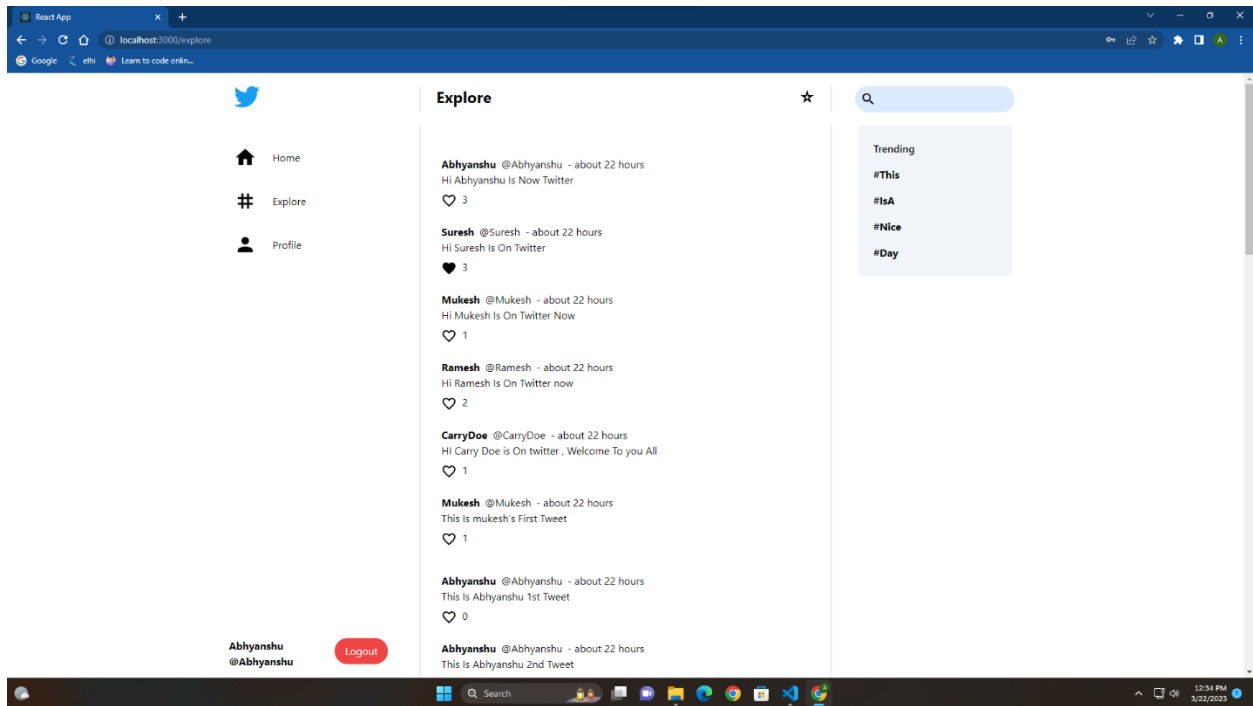 React App
localhost:3000/explore
A
Google
elhi
Learn to code onlin...
Explore
Home
Explore
Profile
Abhyanshu @Abhyanshu - about 22 hours
Hi Abhyanshu Is Now Twitter
3
Suresh @Suresh - about 22 hours
Hi Suresh Is On Twitter
3
Mukesh @Mukesh - about 22 hours
Hi Mukesh Is On Twitter Now
1
Ramesh @Ramesh - about 22 hours
Hi Ramesh Is On Twitter now
2
CarryDoe @CarryDoe - about 22 hours
HI Carry Doe is On twitter , Welcome To you All
1
Mukesh @Mukesh - about 22 hours
This Is mukesh's First Tweet
1
Abhyanshu @Abhyanshu - about 22 hours
This Is Abhyanshu 1st Tweet
0
Abhyanshu @Abhyanshu - about 22 hours
This Is Abhyanshu 2nd Tweet
Trending
#This
#IsA
#Nice
#Day
Abhyanshu
@Abhyanshu
Logout
Search
12:34 PM
3/22/2023
1